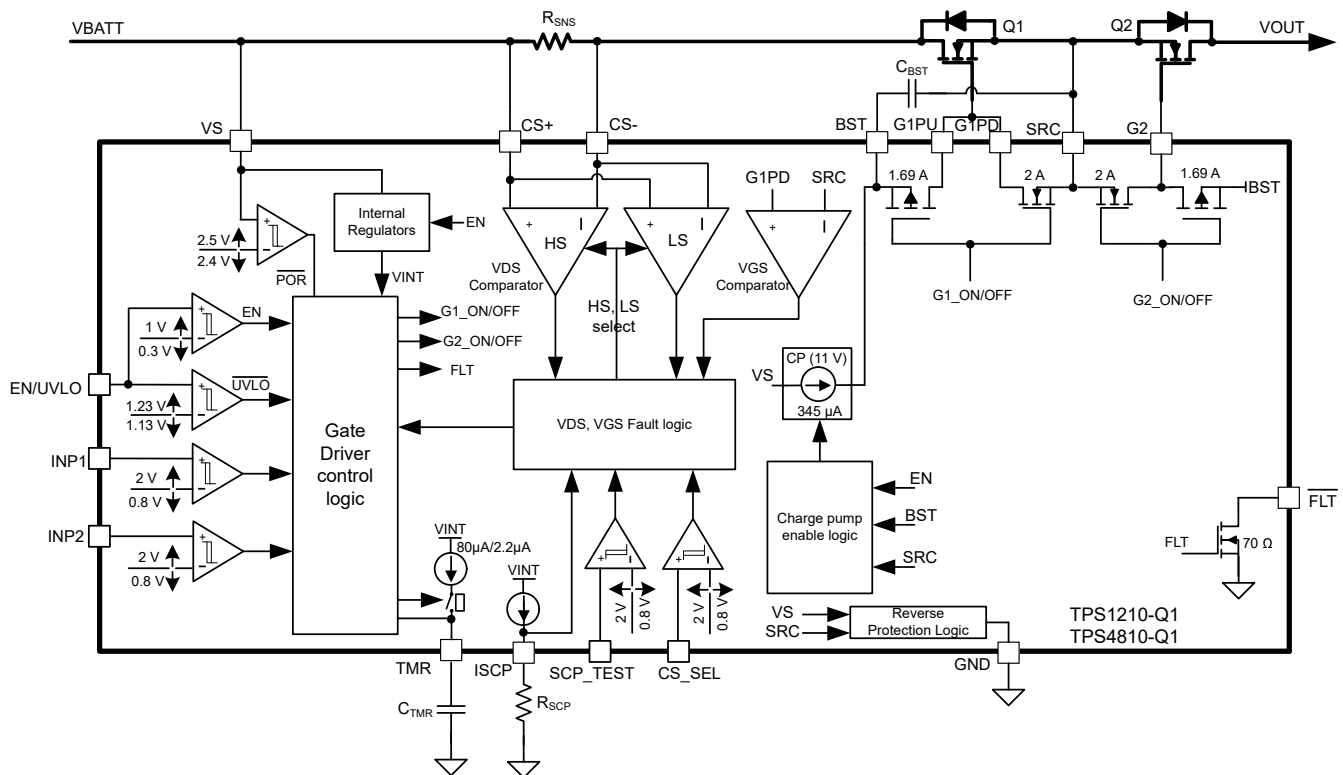 VBATT
R_SNS
Q1
Q2
VOUT
C_BST
VS
CS+
CS-
BST
G1PU
G1PD
SRC
G2
1.69 A
2 A
2 A
1.69 A
BST
G1PD
SRC
Internal
Regulators
EN
+
–
2.5 V
2.4 V
POR
VINT
+
–
HS
+
–
LS
+
–
VDS
Comparator
VGS
Comparator
HS, LS
select
G1_ON/OFF
G2_ON/OFF
G1_ON/OFF
G2_ON/OFF
FLT
EN
+
–
1 V
0.3 V
EN/UVLO
UVLO
+
–
1.23 V
1.13 V
INP1
+
–
2 V
0.8 V
INP2
+
–
2 V
0.8 V
Gate
Driver
control
logic
VDS, VGS Fault logic
CP (11 V)
VS
345 µA
Charge pump
enable logic
EN
BST
SRC
FLT
FLT
70 Ω
VINT
80µA/2.2µA
VINT
+
–
2 V
0.8 V
+
–
2 V
0.8 V
VS
SRC
Reverse
Protection Logic
TPS1210-Q1
TPS4810-Q1
TMR
ISCP
SCP_TEST
CS_SEL
GND
C_TMR
R_SCP